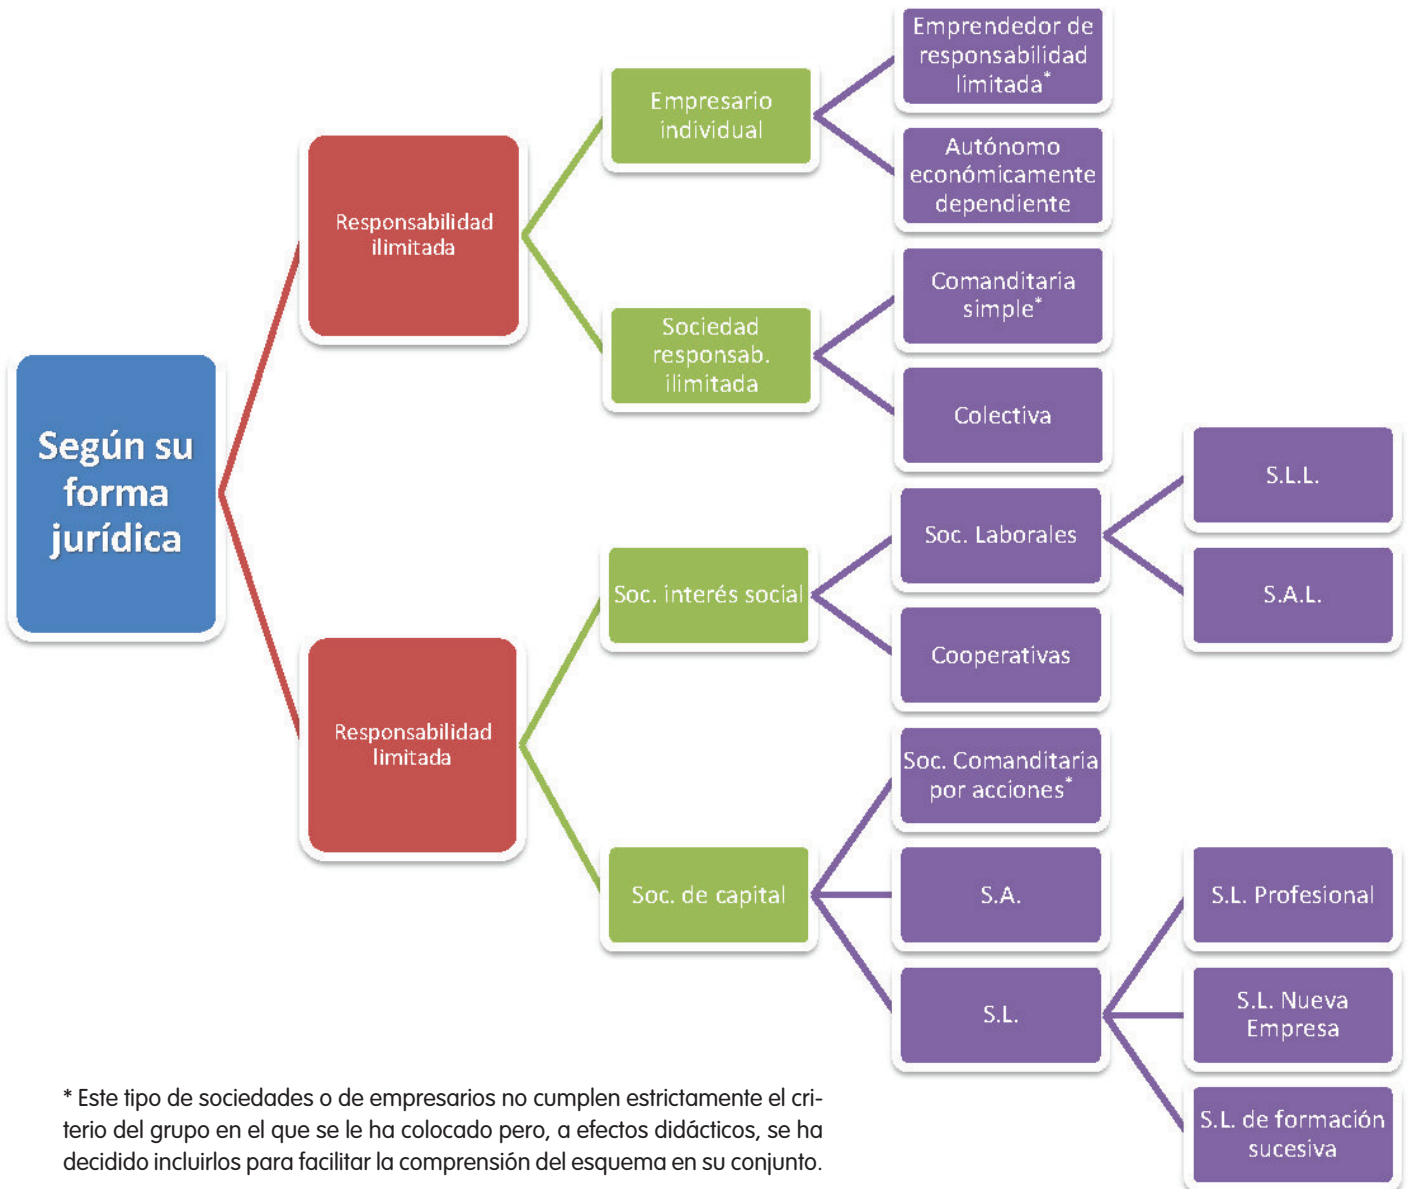 Según su
forma
jurídica
Responsabilidad
ilimitada
Empresario
individual
Emprendedor de
responsabilidad
limitada*
Autónomo
económicamente
dependiente
Sociedad
responsab.
ilimitada
Comanditaria
simple*
Colectiva
Responsabilidad
limitada
Soc. interés social
Soc. Laborales
S.L.L.
S.A.L.
Cooperativas
Soc. de capital
Soc. Comanditaria
por acciones*
S.A.
S.L.
S.L. Profesional
S.L. Nueva
Empresa
S.L. de formación
sucesiva
* Este tipo de sociedades o de empresarios no cumplen estrictamente el cri-
terio del grupo en el que se le ha colocado pero, a efectos didácticos, se ha
decidido incluirlos para facilitar la comprensión del esquema en su conjunto.